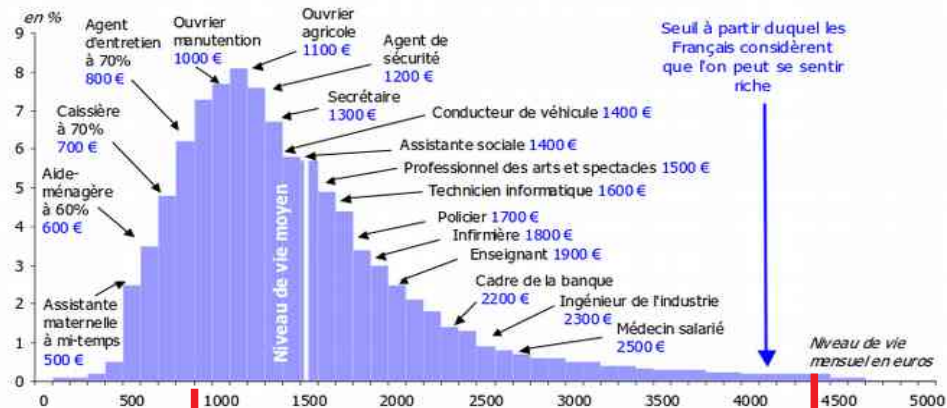 en %
9
8
7
6
5
4
3
2
1
0
Agent
d'entretien
à 70%
800 €
Ouvrier
manutention
1000 €
Ouvrier
agricole
1100 €
Agent de
sécurité
1200 €
Secrétaire
1300 €
Caissière
à 70%
700 €
Conducteur de véhicule 1400 €
Assistante sociale 1400 €
Professionnel des arts et spectacles 1500 €
Aide-
ménagère
à 60%
600 €
Technicien informatique 1600 €
Policier 1700 €
Infirmière 1800 €
Enseignant 1900 €
Cadre de la banque
2200 €
Ingénieur de l'industrie
2300 €
Médecin salarié
2500 €
Assistante
maternelle
à mi-temps
500 €
Niveau de vie moyen
Seuil à partir duquel les
Français considèrent
que l'on peut se sentir
riche
Niveau de vie
mensuel en euros
0 500 1000 1500 2000 2500 3000 3500 4000 4500 5000